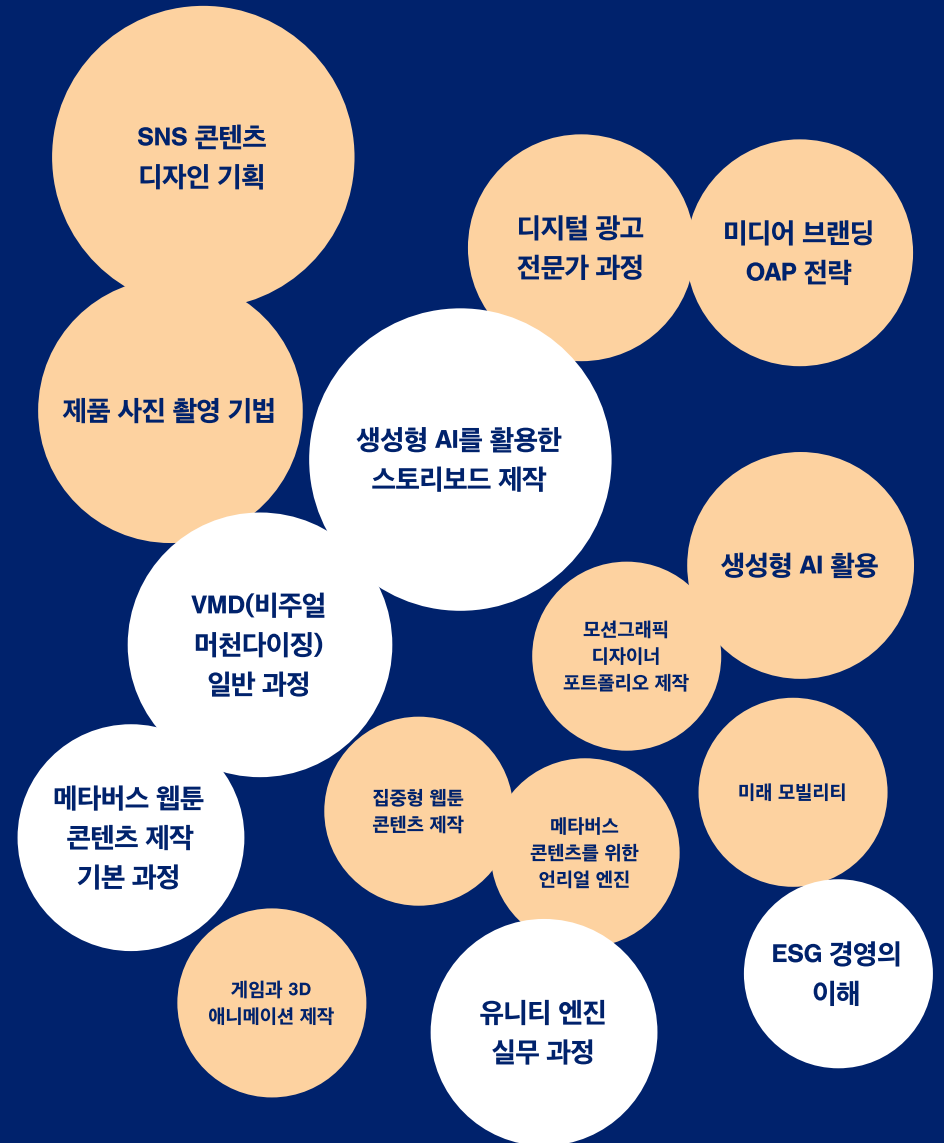 SNS 콘텐츠
디자인 기획
디지털 광고
전문가 과정
미디어 브랜딩
OAP 전략
제품 사진 촬영 기법
생성형 AI를 활용한
스토리보드 제작
생성형 AI 활용
VMD(비주얼
머천다이징)
일반 과정
모션그래픽
디자이너
포트폴리오 제작
메타버스 웹툰
콘텐츠 제작
기본 과정
집중형 웹툰
콘텐츠 제작
메타버스
콘텐츠를 위한
언리얼 엔진
미래 모빌리티
ESG 경영의
이해
게임과 3D
애니메이션 제작
유니티 엔진
실무 과정